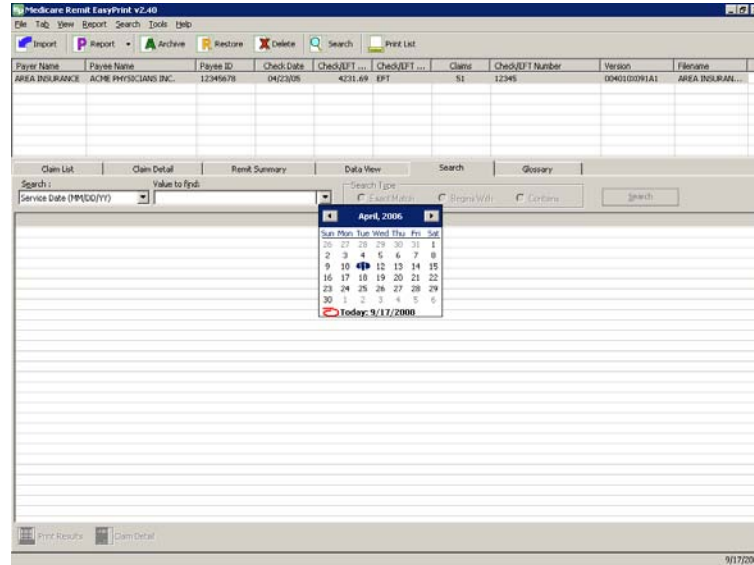 Medicare Remit EasyPrint v2.40
File Tab View Report Search Tools Help
Import Report Archive Restore Delete Search Print List
Payer Name Payee Name Payee ID Check Date Check/EFT ... Check/EFT ... Claims Check/EFT Number Version Filename
AREA INSURANCE ACME PHYSICIANS INC. 12345678 04/23/05 4231.69 EFT 51 12345 004010X091A1 AREA INSURAN...
Claim List Claim Detail Remit Summary Data View Search Glossary
Search : Value to find: Search Type
Service Date (MM/DD/YY) Exact Match Begins With Contains Search
April, 2006
Sun Mon Tue Wed Thu Fri Sat
26 27 28 29 30 31 1
2 3 4 5 6 7 8
9 10 11 12 13 14 15
16 17 18 19 20 21 22
23 24 25 26 27 28 29
30 1 2 3 4 5 6
Today: 9/17/2008
Print Results Claim Detail